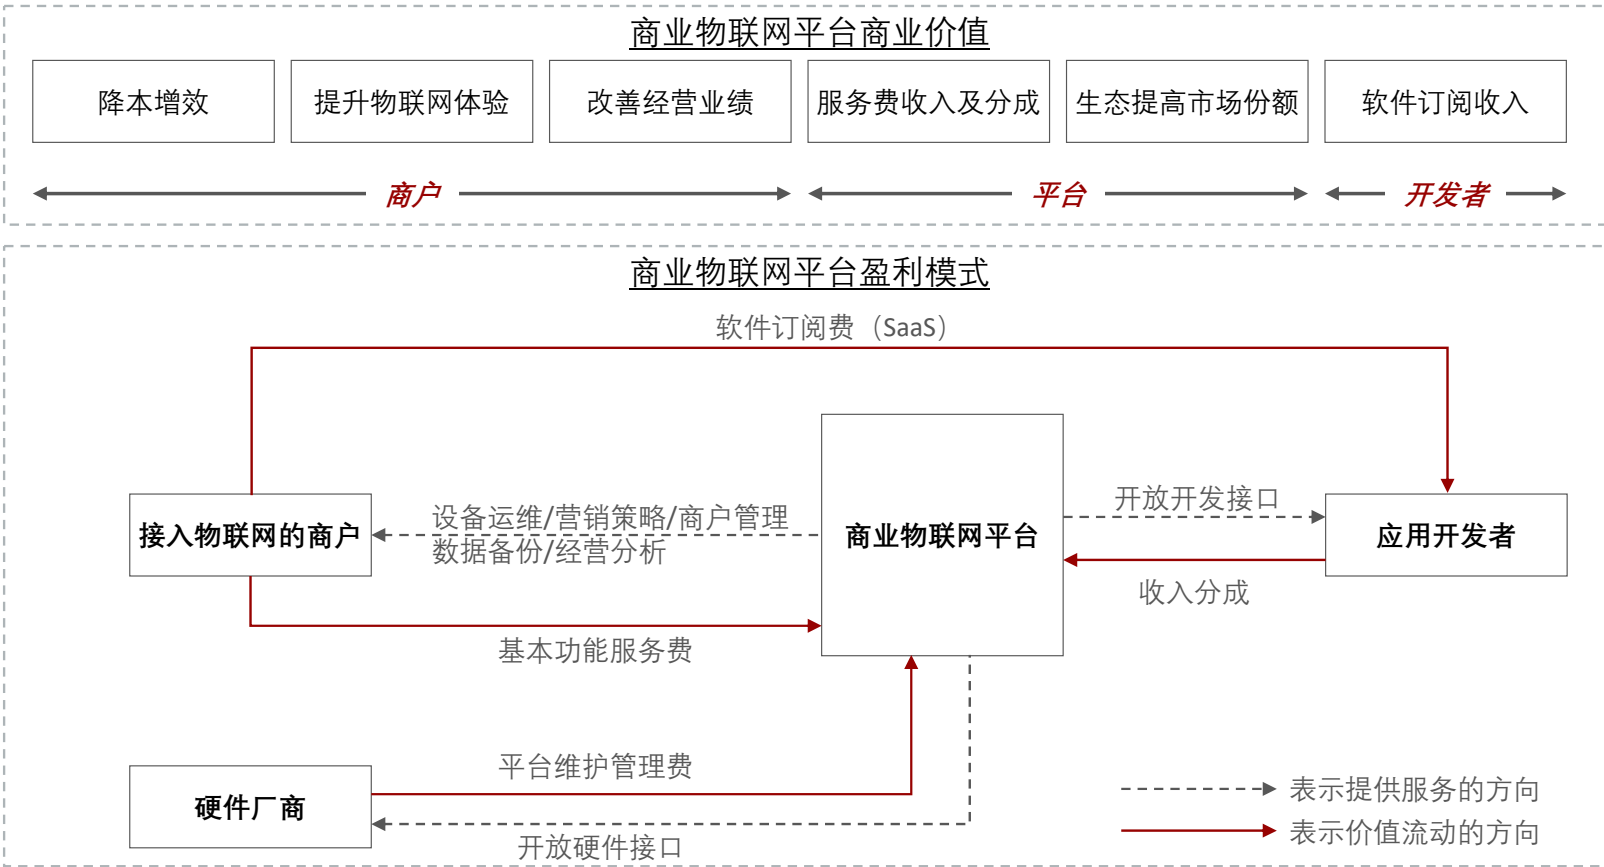 商业物联网平台商业价值
降本增效
提升物联网体验
改善经营业绩
服务费收入及分成
生态提高市场份额
软件订阅收入
商户
平台
开发者
商业物联网平台盈利模式
软件订阅费（SaaS）
接入物联网的商户
设备运维/营销策略/商户管理
数据备份/经营分析
商业物联网平台
开放开发接口
应用开发者
收入分成
基本功能服务费
平台维护管理费
硬件厂商
开放硬件接口
表示提供服务的方向
表示价值流动的方向